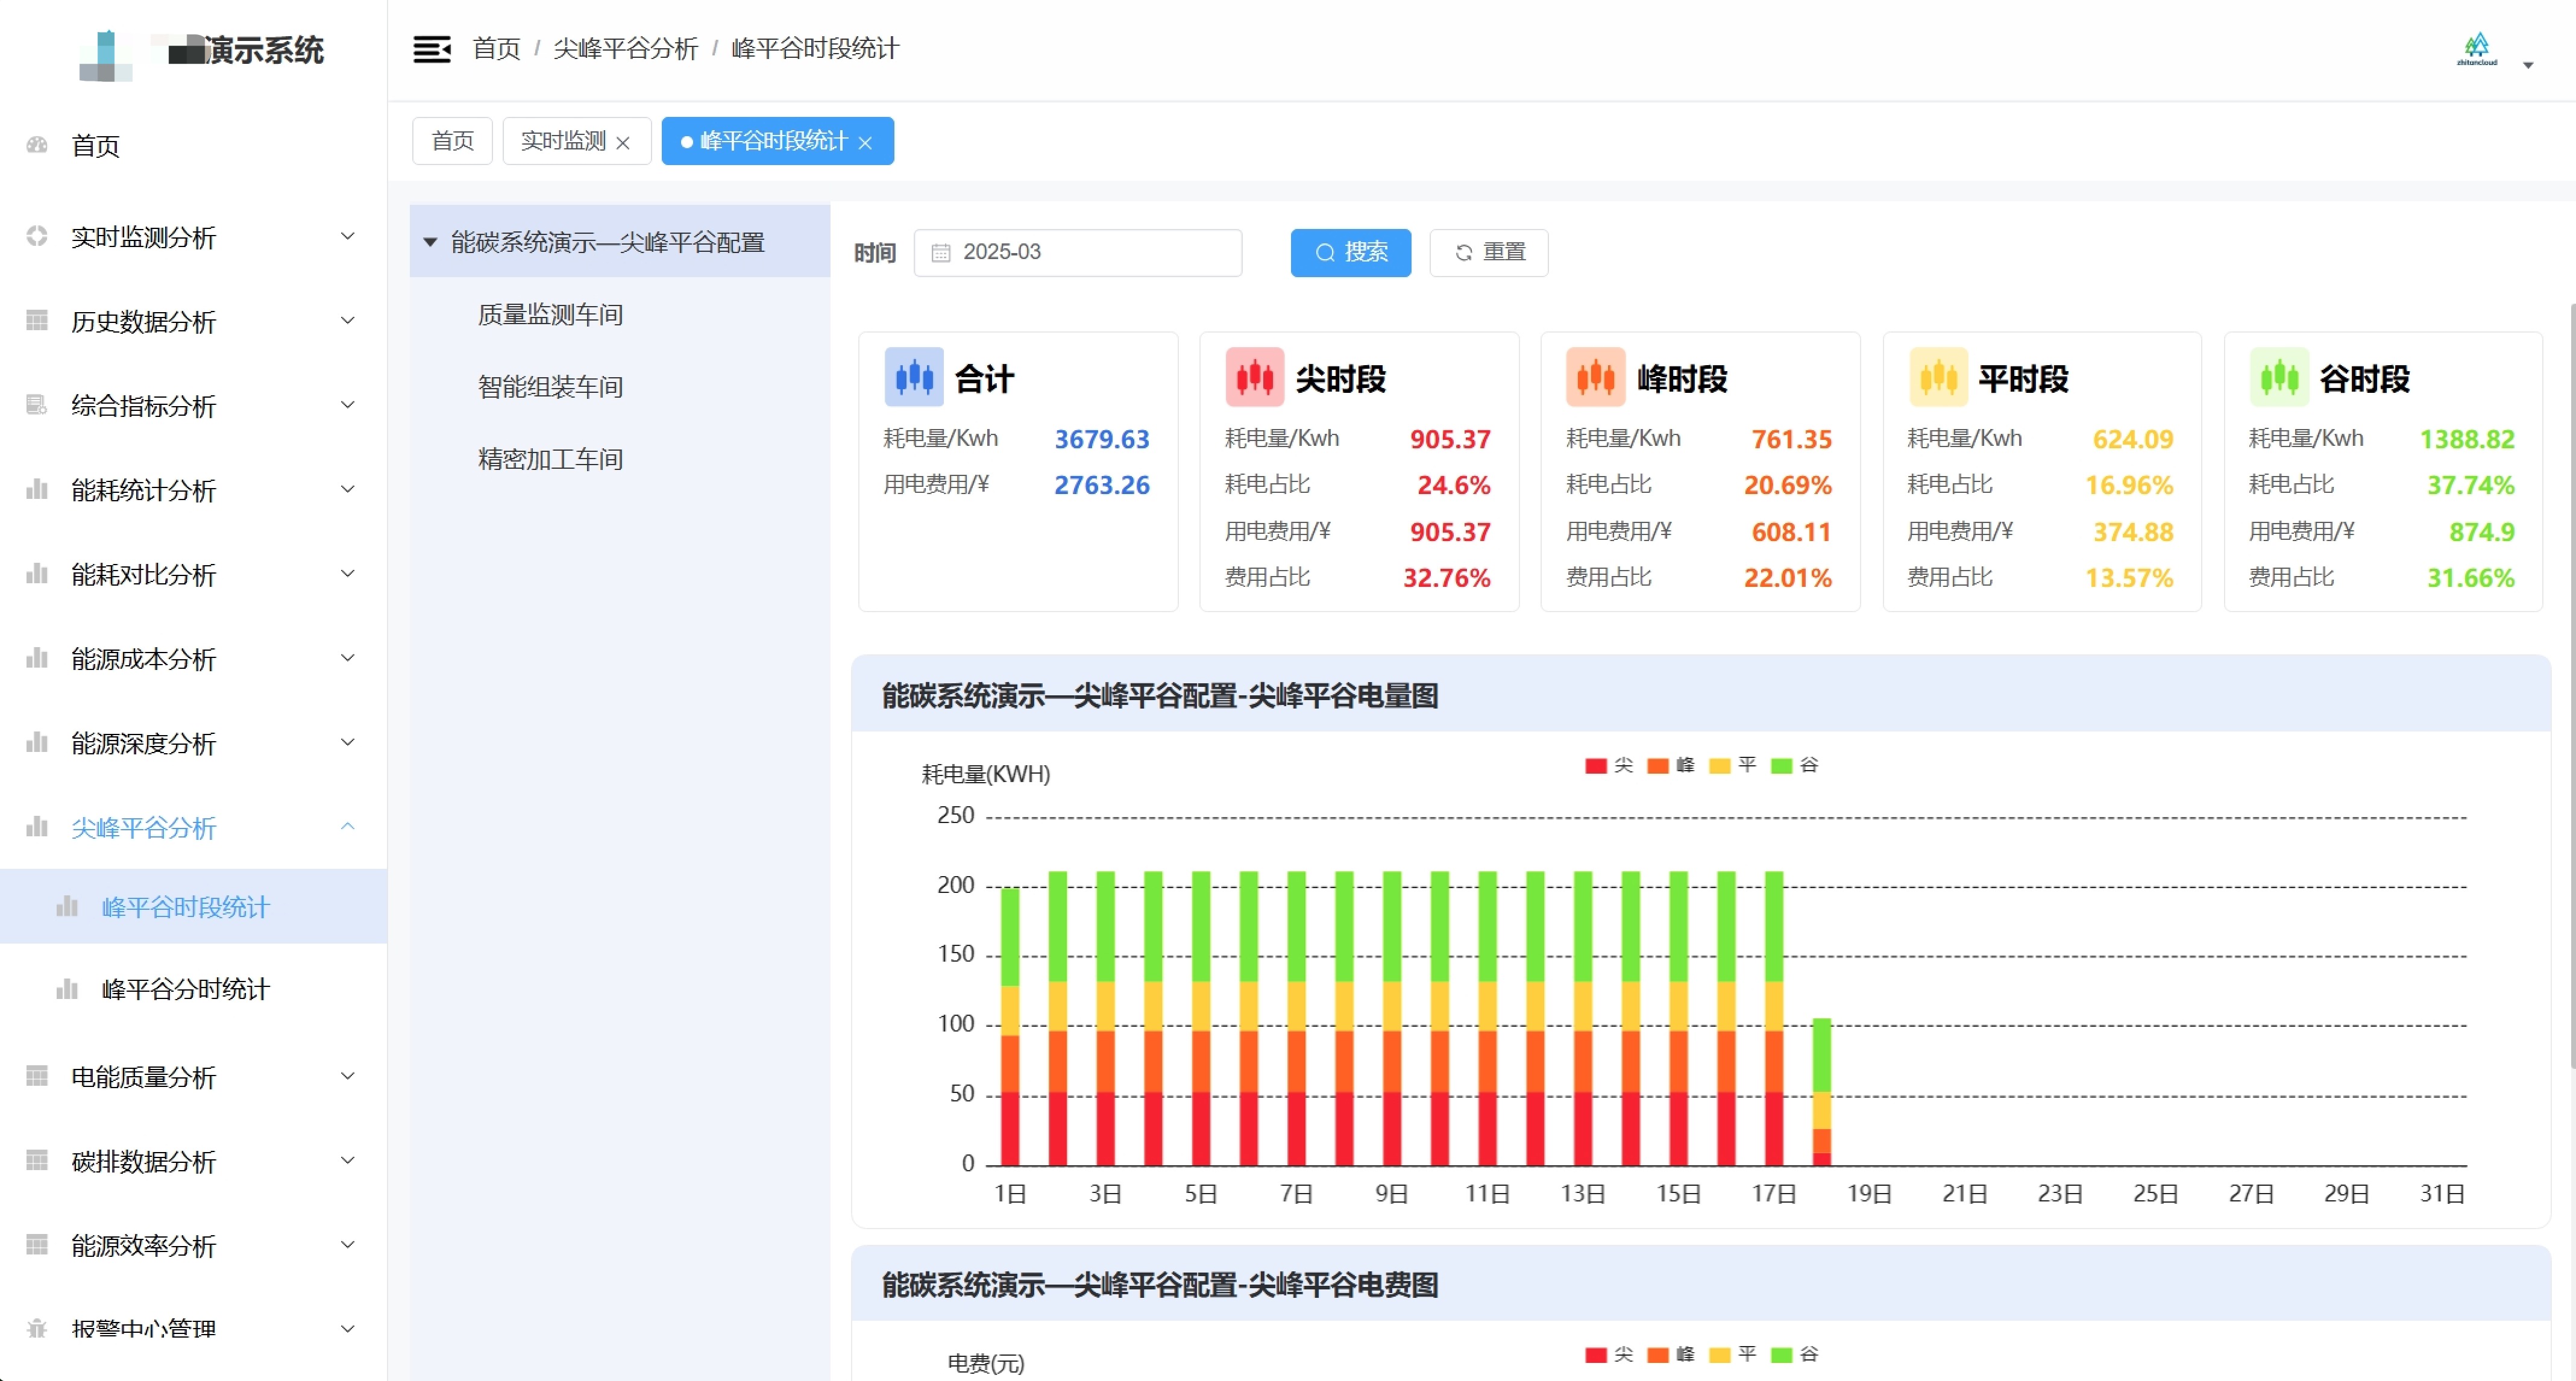 演示系统
首页
实时监测分析
历史数据分析
综合指标分析
能耗统计分析
能耗对比分析
能源成本分析
能源深度分析
尖峰平谷分析
峰平谷时段统计
峰平谷分时统计
电能质量分析
碳排数据分析
能源效率分析
报警中心管理
首页 / 尖峰平谷分析 / 峰平谷时段统计
zhitancloud
首页 实时监测 峰平谷时段统计
能碳系统演示—尖峰平谷配置
质量监测车间
智能组装车间
精密加工车间
时间 2025-03 搜索 重置
合计
耗电量/Kwh 3679.63
用电费用/¥ 2763.26
尖时段
耗电量/Kwh 905.37
耗电占比 24.6%
用电费用/¥ 905.37
费用占比 32.76%
峰时段
耗电量/Kwh 761.35
耗电占比 20.69%
用电费用/¥ 608.11
费用占比 22.01%
平时段
耗电量/Kwh 624.09
耗电占比 16.96%
用电费用/¥ 374.88
费用占比 13.57%
谷时段
耗电量/Kwh 1388.82
耗电占比 37.74%
用电费用/¥ 874.9
费用占比 31.66%
能碳系统演示—尖峰平谷配置-尖峰平谷电量图
尖 峰 平 谷
耗电量(KWH)
250
200
150
100
50
0
1日 3日 5日 7日 9日 11日 13日 15日 17日 19日 21日 23日 25日 27日 29日 31日
能碳系统演示—尖峰平谷配置-尖峰平谷电费图
尖 峰 平 谷
电费(元)